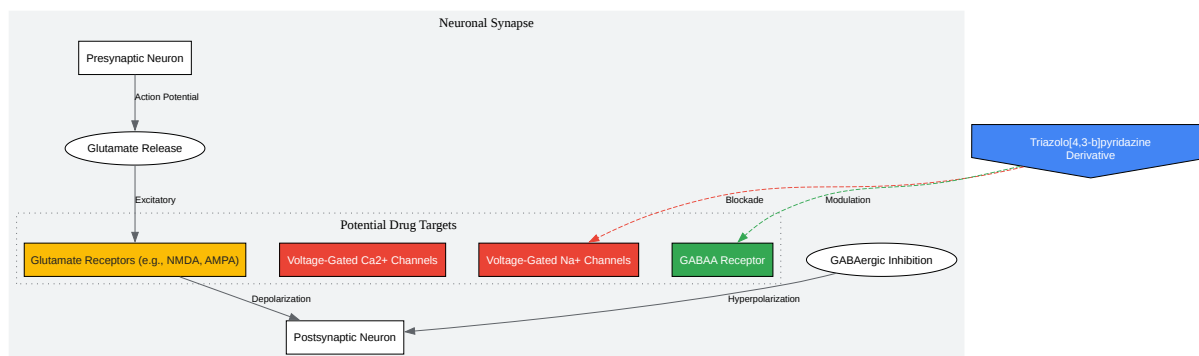 Neuronal Synapse
Presynaptic Neuron
Action Potential
Glutamate Release
Triazolo[4,3-b]pyridazine
Derivative
Excitatory
Blockade
Modulation
Potential Drug Targets
Glutamate Receptors (e.g., NMDA, AMPA)
Voltage-Gated Ca2+ Channels
Voltage-Gated Na+ Channels
GABAA Receptor
GABAergic Inhibition
Depolarization
Hyperpolarization
Postsynaptic Neuron